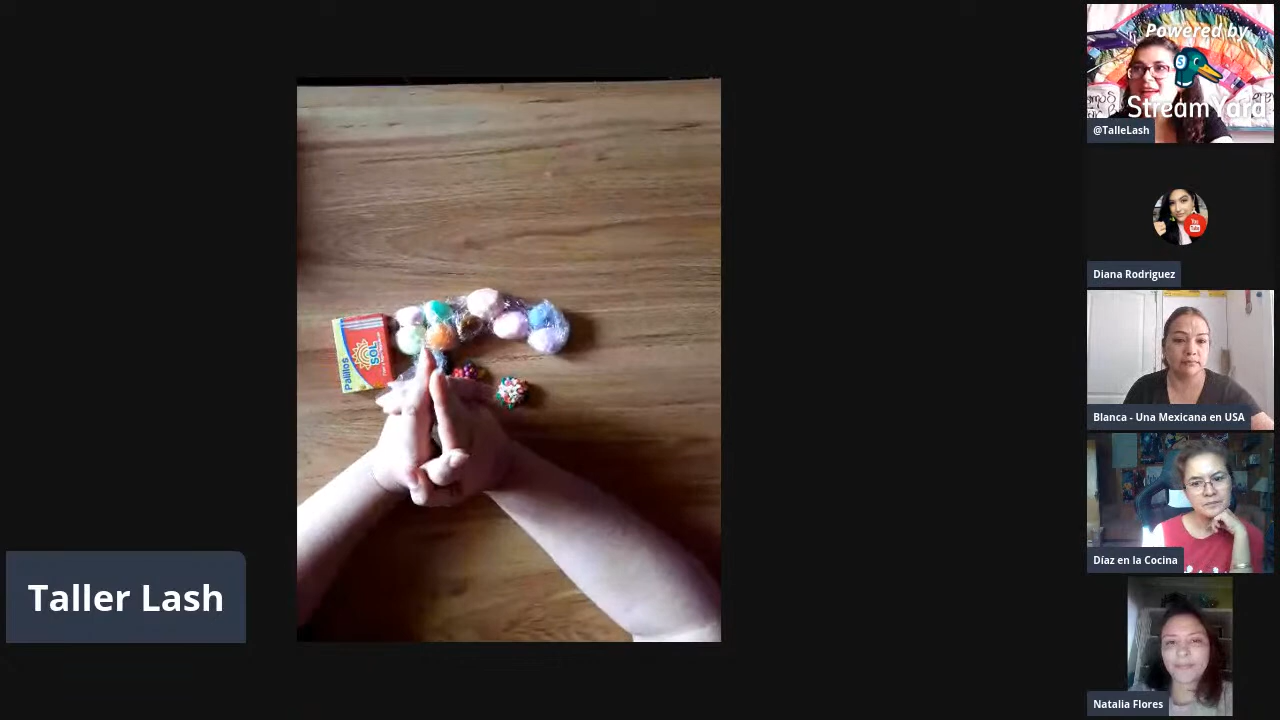 Powered by
StreamYard
@TalleLash
Diana Rodriguez
Blanca - Una Mexicana en USA
Díaz en la Cocina
Natalia Flores
Taller Lash
Palillos
SOL